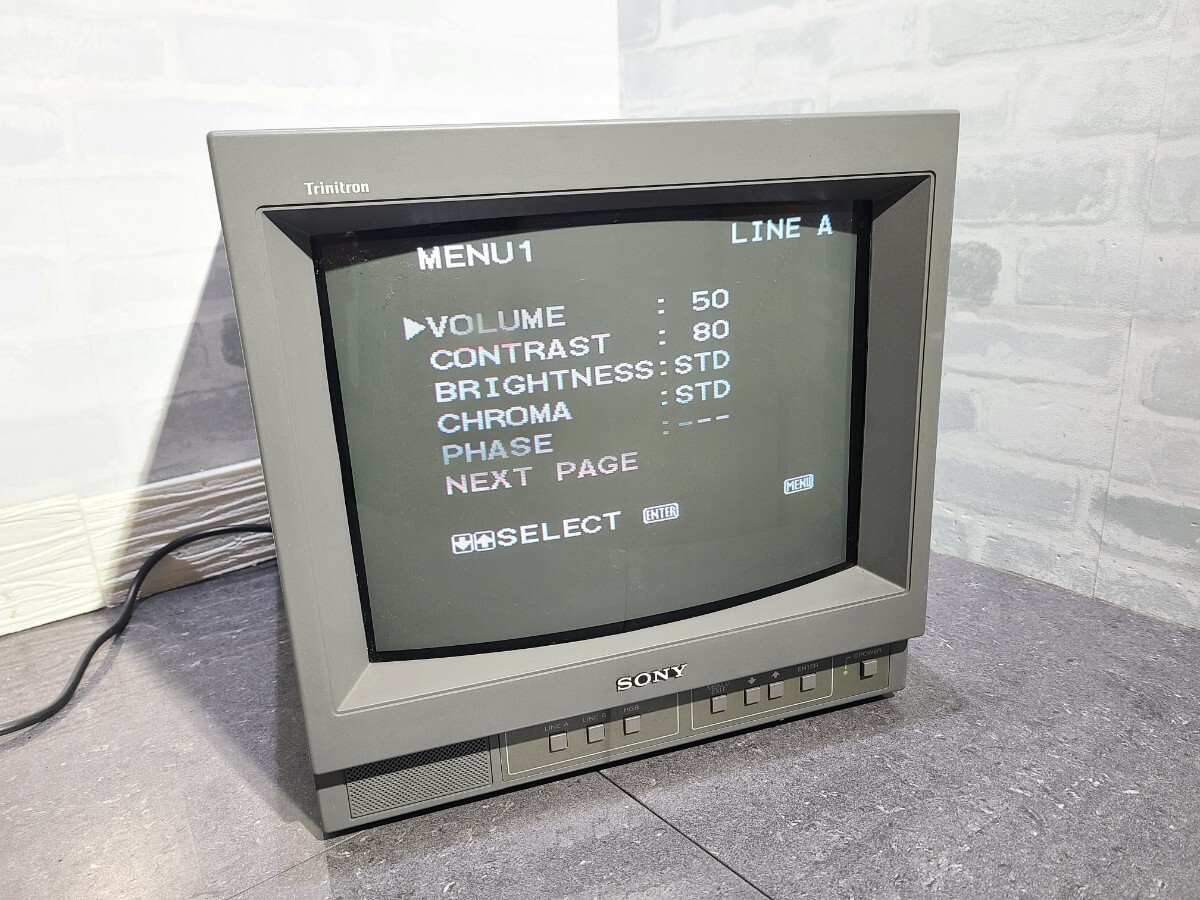 Trinitron
LINE A
MENU1
▶VOLUME : 50
CONTRAST : 80
BRIGHTNESS:STD
CHROMA :STD
PHASE :---
NEXT PAGE
MENU
⬇⬆SELECT ENTER
SONY
POWER
ENTER
LINE A LINE B RGB